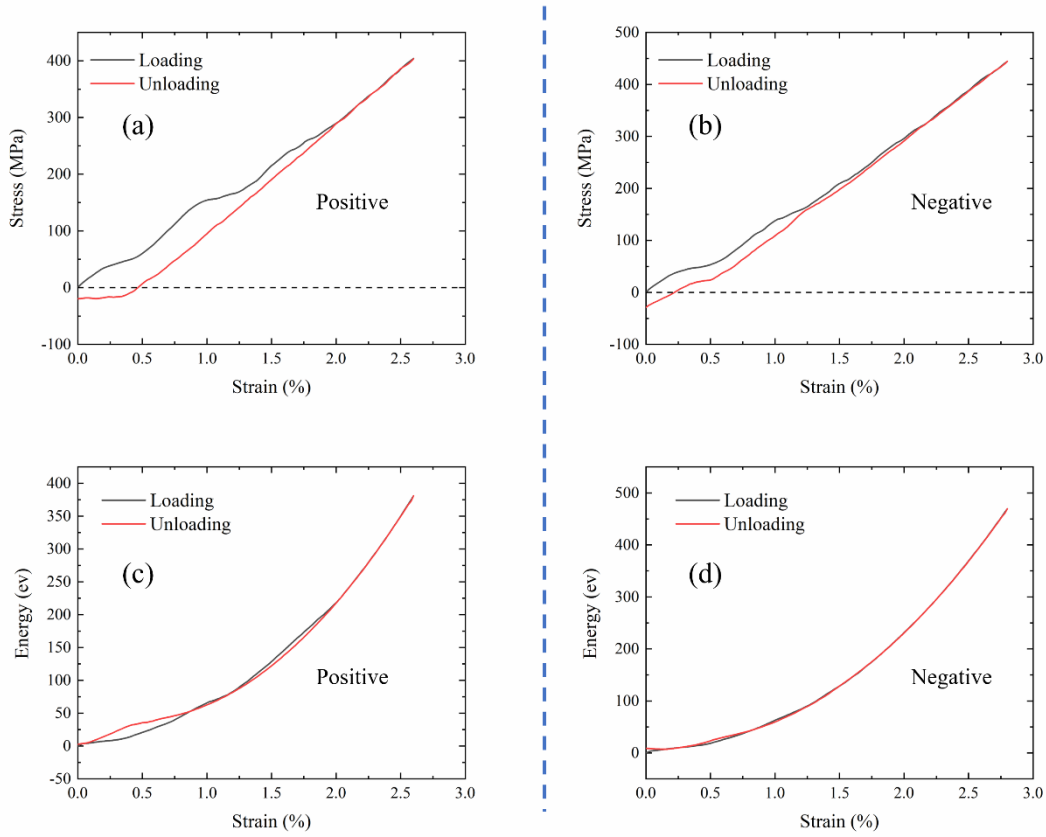 Loading
Unloading
(a)
Positive
Stress (MPa)
400
300
200
100
0
-100
0.0 0.5 1.0 1.5 2.0 2.5 3.0
Strain (%)
Loading
Unloading
(b)
Negative
Stress (MPa)
500
400
300
200
100
0
-100
0.0 0.5 1.0 1.5 2.0 2.5 3.0
Strain (%)
Loading
Unloading
(c)
Positive
Energy (ev)
400
350
300
250
200
150
100
50
0
-50
0.0 0.5 1.0 1.5 2.0 2.5 3.0
Strain (%)
Loading
Unloading
(d)
Negative
Energy (ev)
500
400
300
200
100
0
0.0 0.5 1.0 1.5 2.0 2.5 3.0
Strain (%)